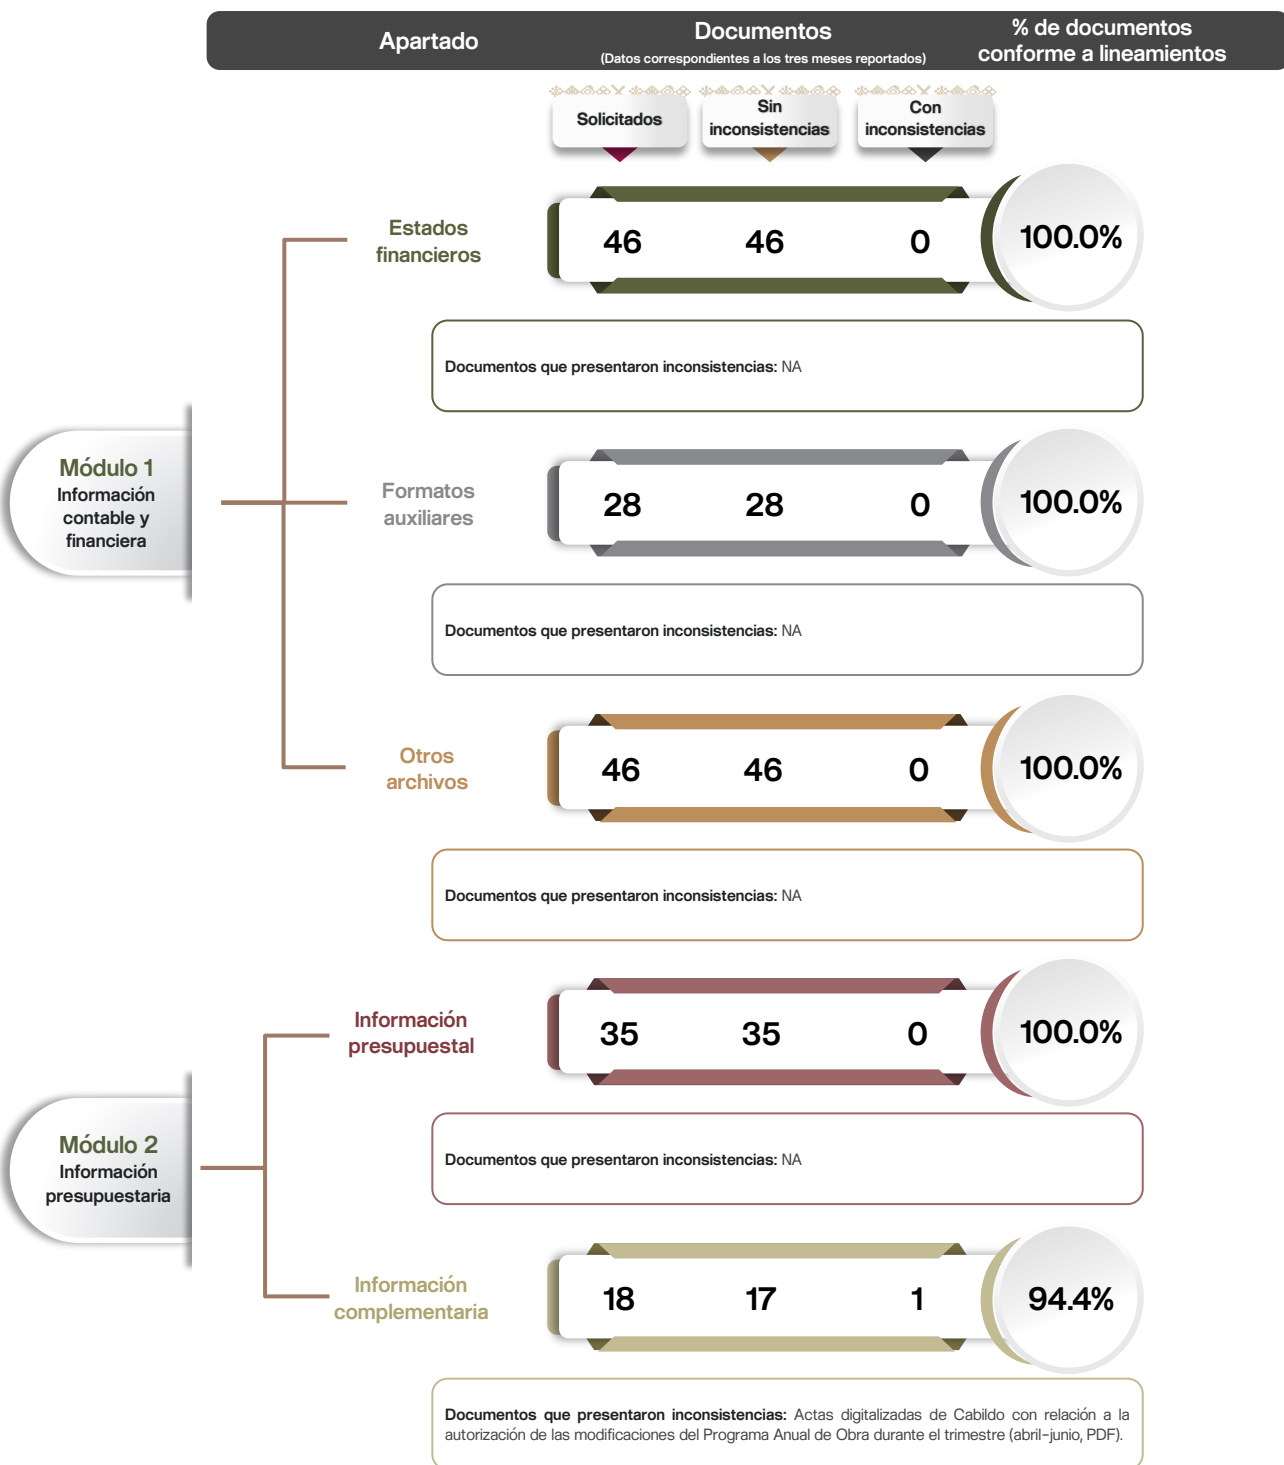 Apartado
Documentos
(Datos correspondientes a los tres meses reportados)
% de documentos
conforme a lineamientos
Solicitados
Sin
inconsistencias
Con
inconsistencias
Módulo 1
Información
contable y
financiera
Estados
financieros
46 46 0 100.0%
Documentos que presentaron inconsistencias: NA
Formatos
auxiliares
28 28 0 100.0%
Documentos que presentaron inconsistencias: NA
Otros
archivos
46 46 0 100.0%
Documentos que presentaron inconsistencias: NA
Módulo 2
Información
presupuestaria
Información
presupuestal
35 35 0 100.0%
Documentos que presentaron inconsistencias: NA
Información
complementaria
18 17 1 94.4%
Documentos que presentaron inconsistencias: Actas digitalizadas de Cabildo con relación a la
autorización de las modificaciones del Programa Anual de Obra durante el trimestre (abril-junio, PDF).